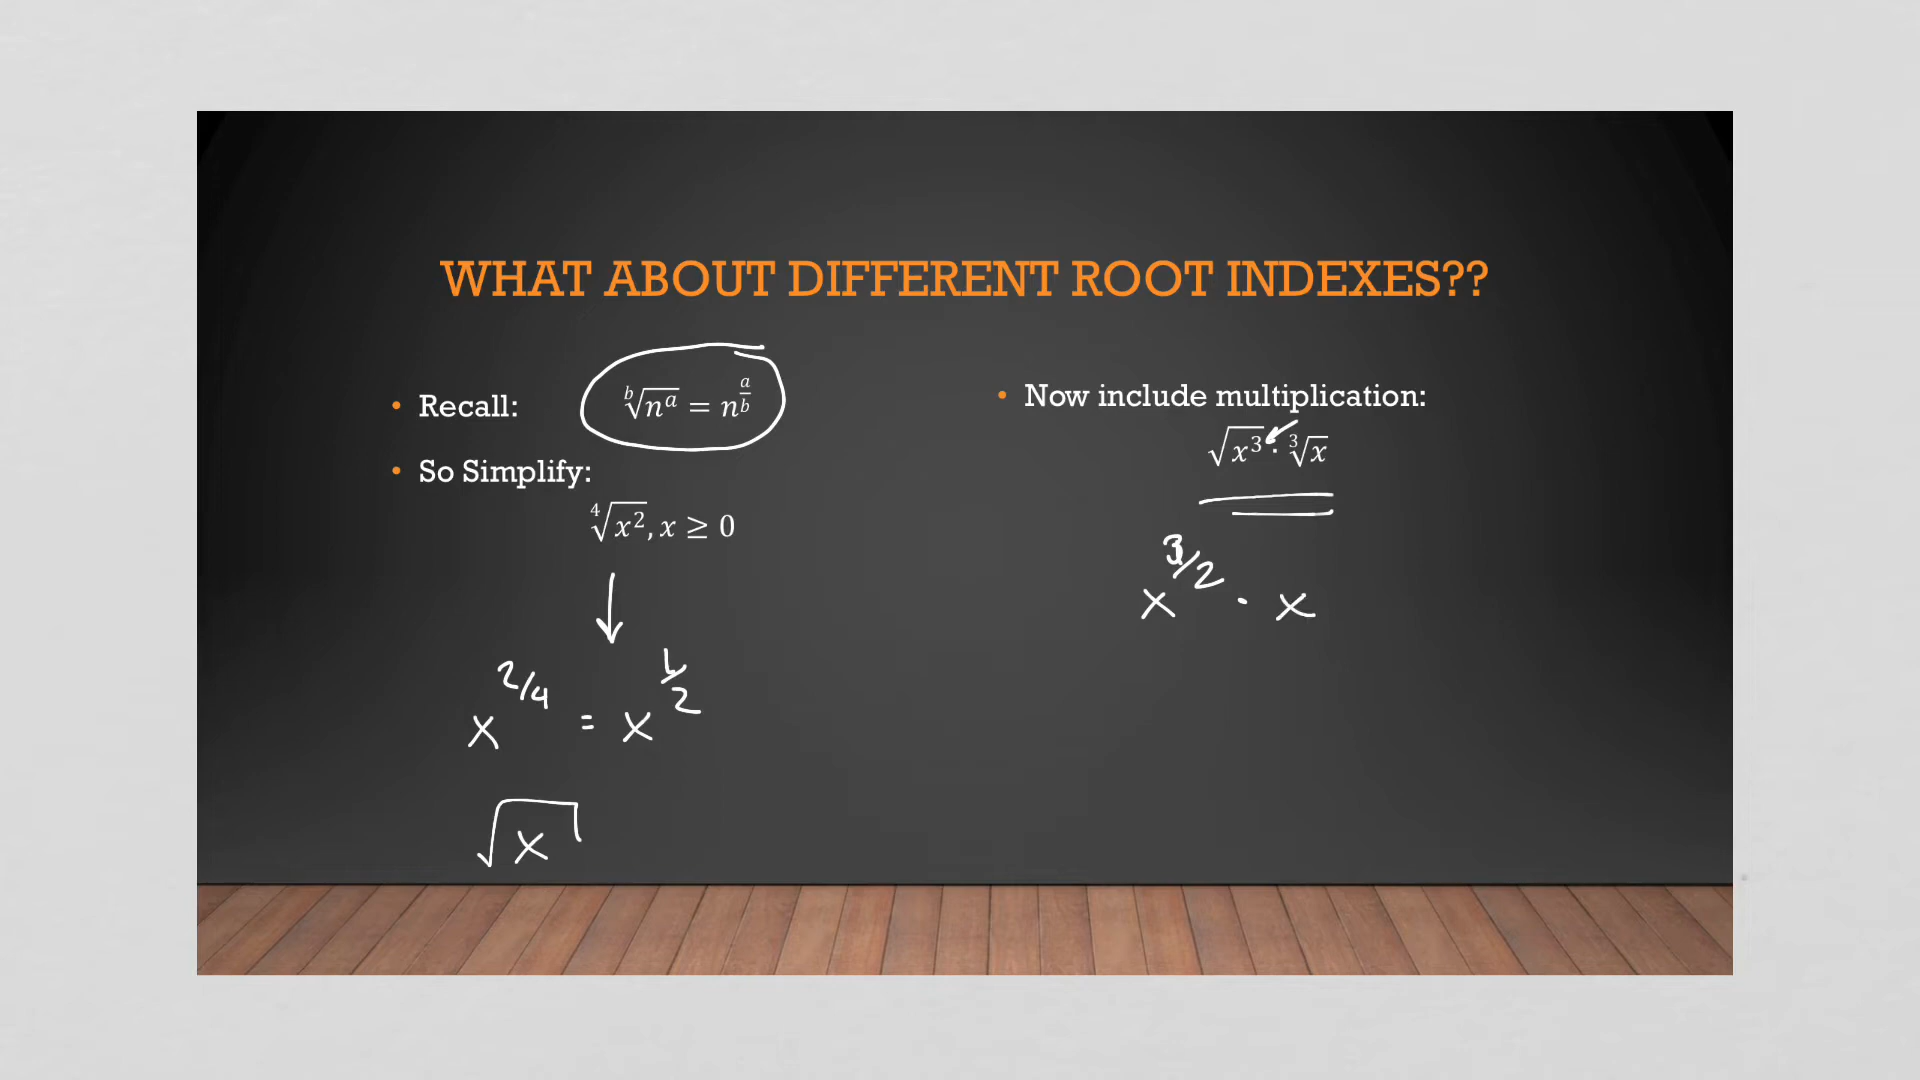 WHAT ABOUT DIFFERENT ROOT INDEXES??
• Recall: ᵇ√nᵃ = n^(a/b)
• So Simplify:
⁴√x², x ≥ 0
x^(2/4) = x^(1/2)
√x
• Now include multiplication:
√x³ · ³√x
x^(3/2) · x